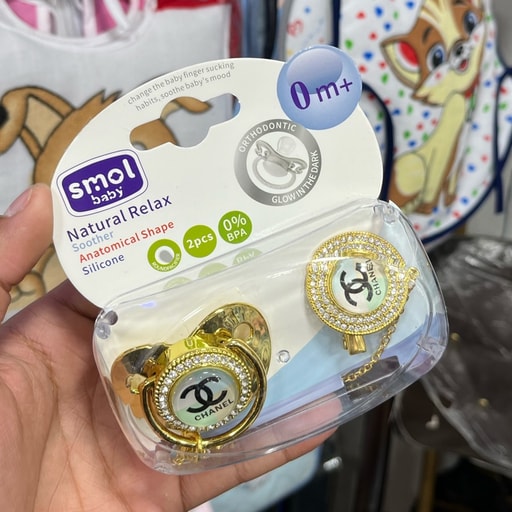 change the baby finger sucking
habits, soothe baby's mood
0m+
ORTHODONTIC
GLOW IN THE DARK
smol
baby
Natural Relax
Soother
Anatomical Shape
Silicone
2pcs
0%
BPA
CHANEL
CHANEL